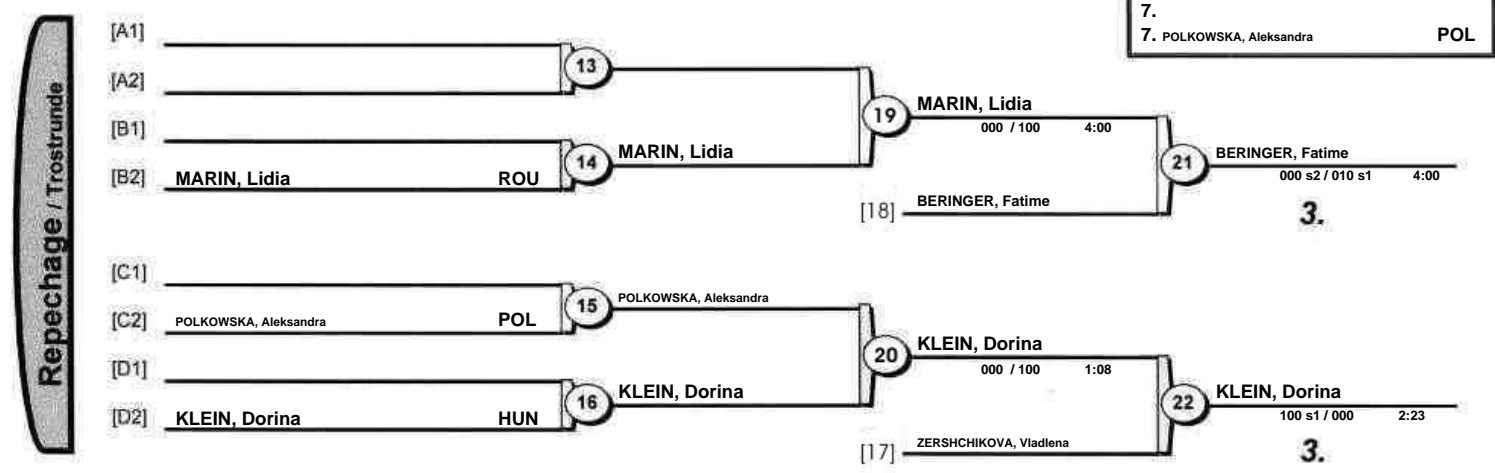 7.
7. POLKOWSKA, Aleksandra POL
Repechage / Trostrunde
[A1]
13
[A2]
[B1]
14 MARIN, Lidia
[B2] MARIN, Lidia ROU
19 MARIN, Lidia
000 / 100 4:00
[18] BERINGER, Fatime
21 BERINGER, Fatime
000 s2 / 010 s1 4:00
3.
[C1]
15 POLKOWSKA, Aleksandra
[C2] POLKOWSKA, Aleksandra POL
[D1]
16 KLEIN, Dorina
[D2] KLEIN, Dorina HUN
20 KLEIN, Dorina
000 / 100 1:08
[17] ZERSHCHIKOVA, Vladlena
22 KLEIN, Dorina
100 s1 / 000 2:23
3.